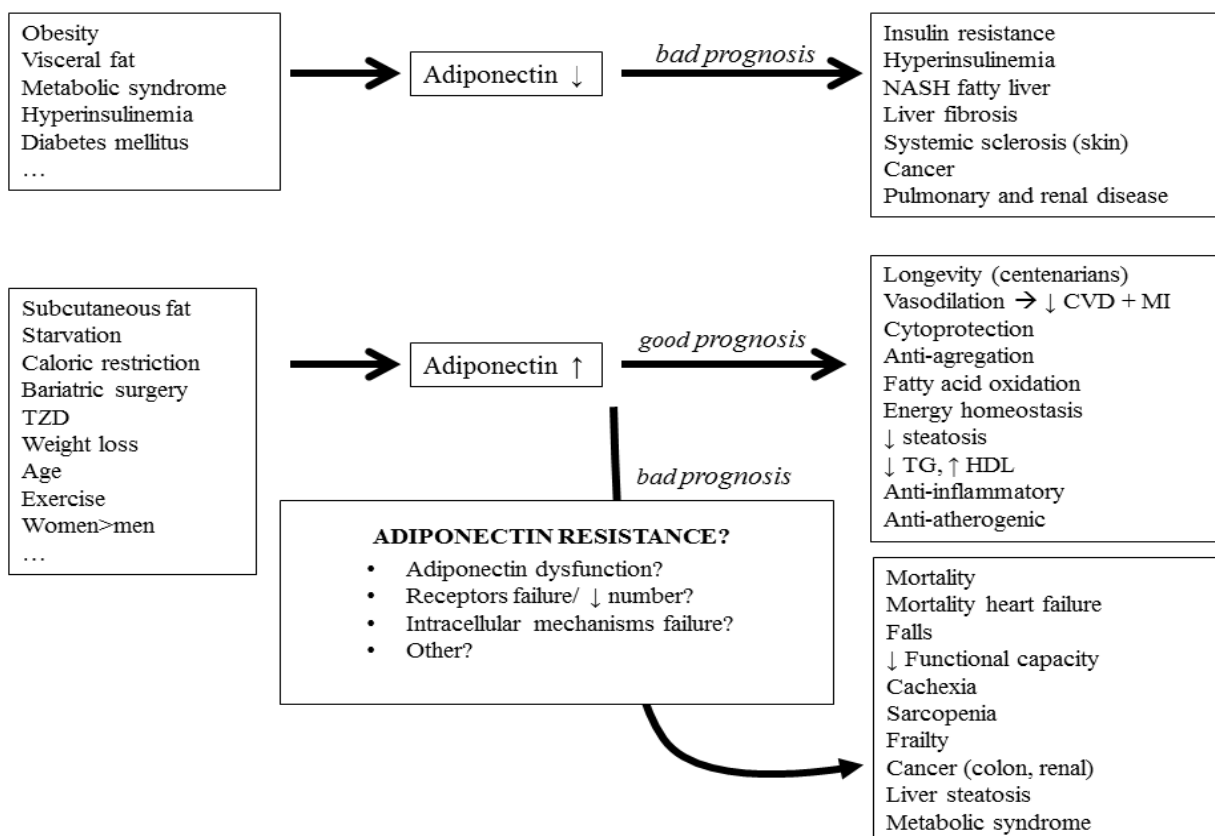 Obesity
Visceral fat
Metabolic syndrome
Hyperinsulinemia
Diabetes mellitus
…
Adiponectin ↓
bad prognosis
Insulin resistance
Hyperinsulinemia
NASH fatty liver
Liver fibrosis
Systemic sclerosis (skin)
Cancer
Pulmonary and renal disease
Subcutaneous fat
Starvation
Caloric restriction
Bariatric surgery
TZD
Weight loss
Age
Exercise
Women>men
…
Adiponectin ↑
good prognosis
Longevity (centenarians)
Vasodilation → ↓ CVD + MI
Cytoprotection
Anti-agregation
Fatty acid oxidation
Energy homeostasis
↓ steatosis
↓ TG, ↑ HDL
Anti-inflammatory
Anti-atherogenic
bad prognosis
ADIPONECTIN RESISTANCE?
• Adiponectin dysfunction?
• Receptors failure/ ↓ number?
• Intracellular mechanisms failure?
• Other?
Mortality
Mortality heart failure
Falls
↓ Functional capacity
Cachexia
Sarcopenia
Frailty
Cancer (colon, renal)
Liver steatosis
Metabolic syndrome